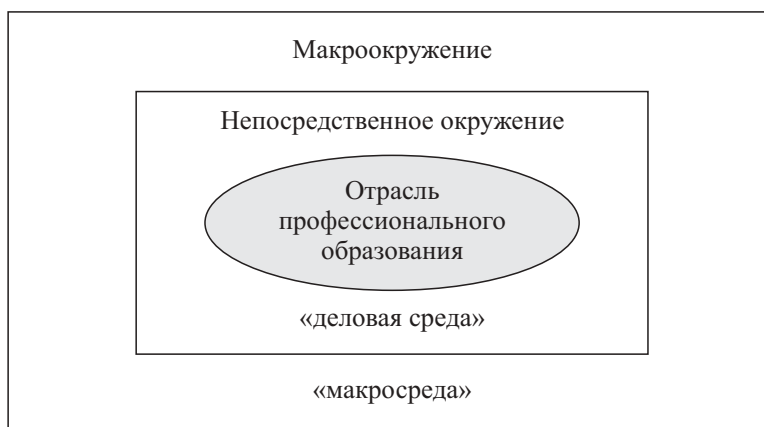 Макроокружение
Непосредственное окружение
Отрасль
профессионального
образования
«деловая среда»
«макросреда»